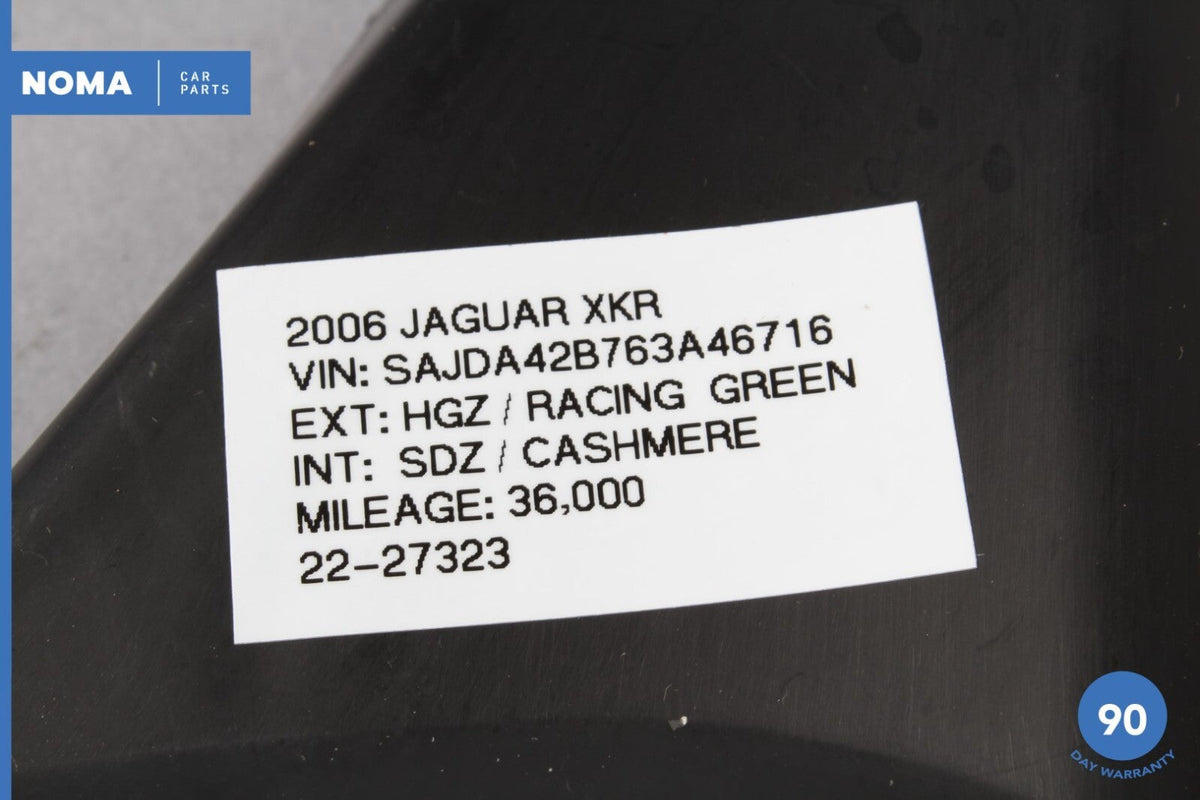 NOMA
CAR
PARTS
2006 JAGUAR XKR
VIN: SAJDA42B763A46716
EXT: HGZ / RACING GREEN
INT: SDZ / CASHMERE
MILEAGE: 36,000
22-27323
90
DAY WARRANTY